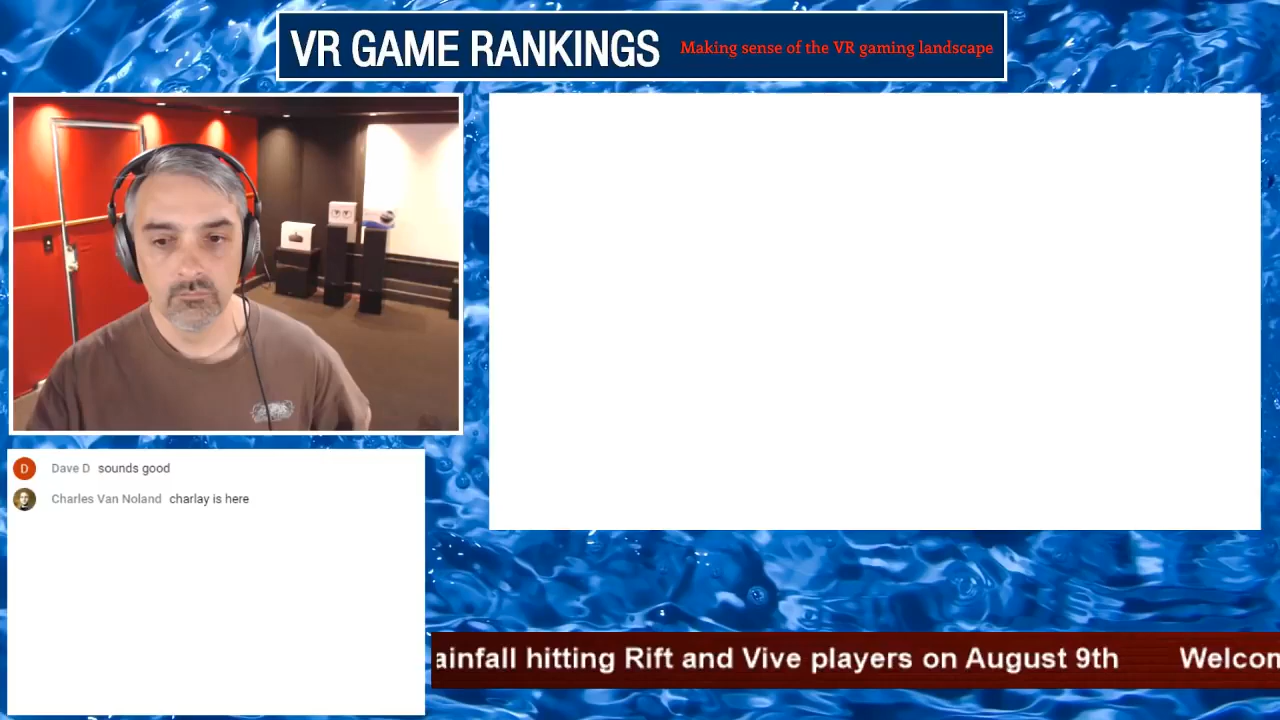 VR GAME RANKINGS
Making sense of the VR gaming landscape
D Dave D sounds good
Charles Van Noland charlay is here
ainfall hitting Rift and Vive players on August 9th Welcon